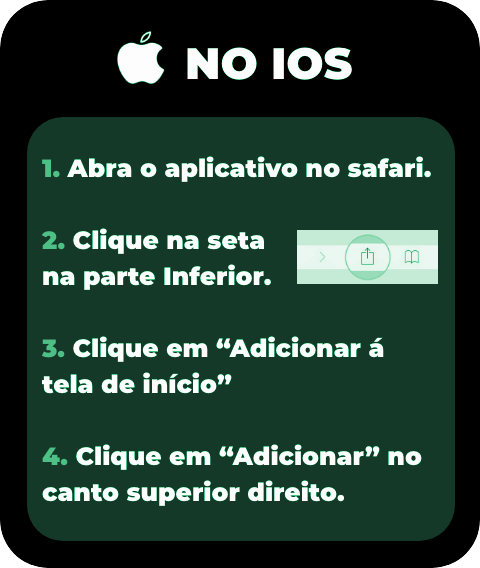 NO IOS
1. Abra o aplicativo no safari.
2. Clique na seta
na parte Inferior.
3. Clique em “Adicionar á
tela de início”
4. Clique em “Adicionar” no
canto superior direito.